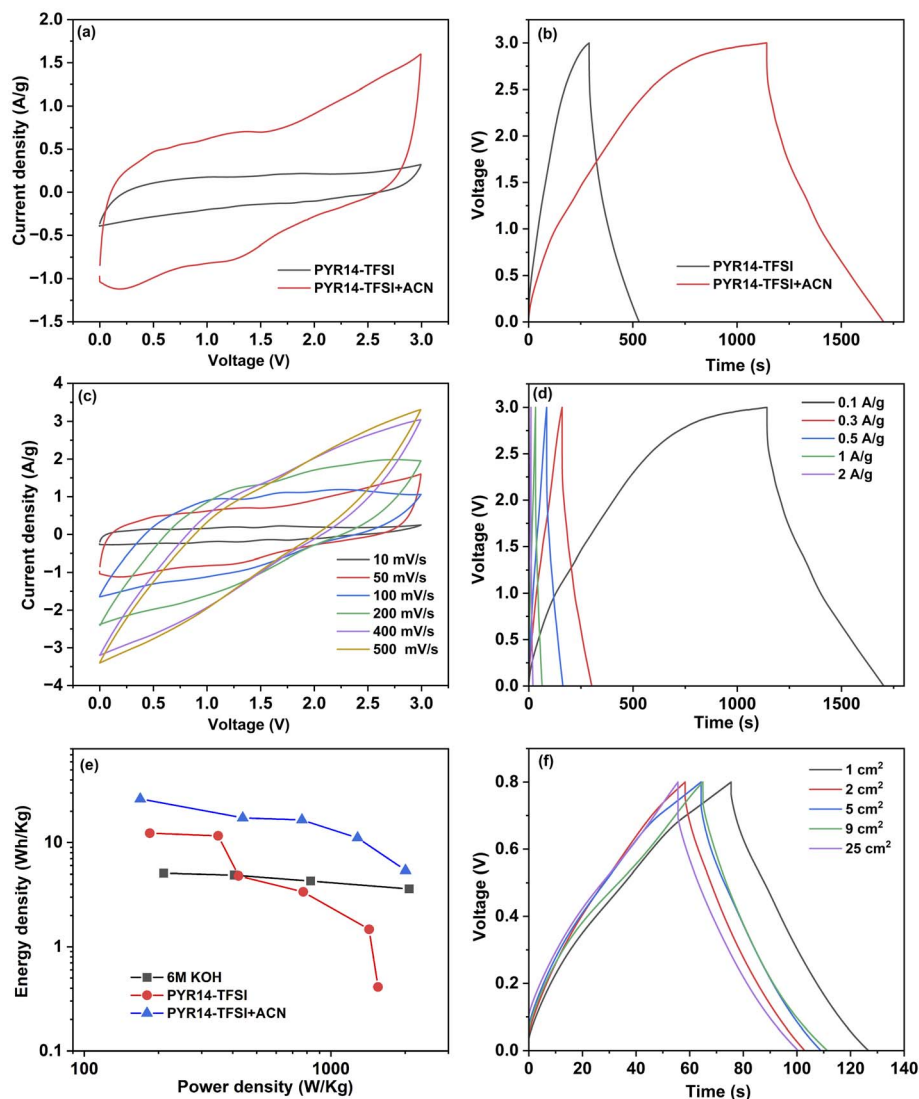 (a)
Current density (A/g)
2.0
1.5
1.0
0.5
0.0
−0.5
−1.0
−1.5
PYR14-TFSI
PYR14-TFSI+ACN
0.0 0.5 1.0 1.5 2.0 2.5 3.0
Voltage (V)
(b)
Voltage (V)
3.0
2.5
2.0
1.5
1.0
0.5
0.0
PYR14-TFSI
PYR14-TFSI+ACN
0 500 1000 1500
Time (s)
(c)
Current density (A/g)
4
3
2
1
0
−1
−2
−3
−4
10 mV/s
50 mV/s
100 mV/s
200 mV/s
400 mV/s
500 mV/s
0.0 0.5 1.0 1.5 2.0 2.5 3.0
Voltage (V)
(d)
Voltage (V)
3.0
2.5
2.0
1.5
1.0
0.5
0.0
0.1 A/g
0.3 A/g
0.5 A/g
1 A/g
2 A/g
0 500 1000 1500
Time (s)
(e)
Energy density (Wh/Kg)
10
1
0.1
6M KOH
PYR14-TFSI
PYR14-TFSI+ACN
100 1000
Power density (W/Kg)
(f)
Voltage (V)
0.8
0.6
0.4
0.2
0.0
1 cm²
2 cm²
5 cm²
9 cm²
25 cm²
0 20 40 60 80 100 120 140
Time (s)